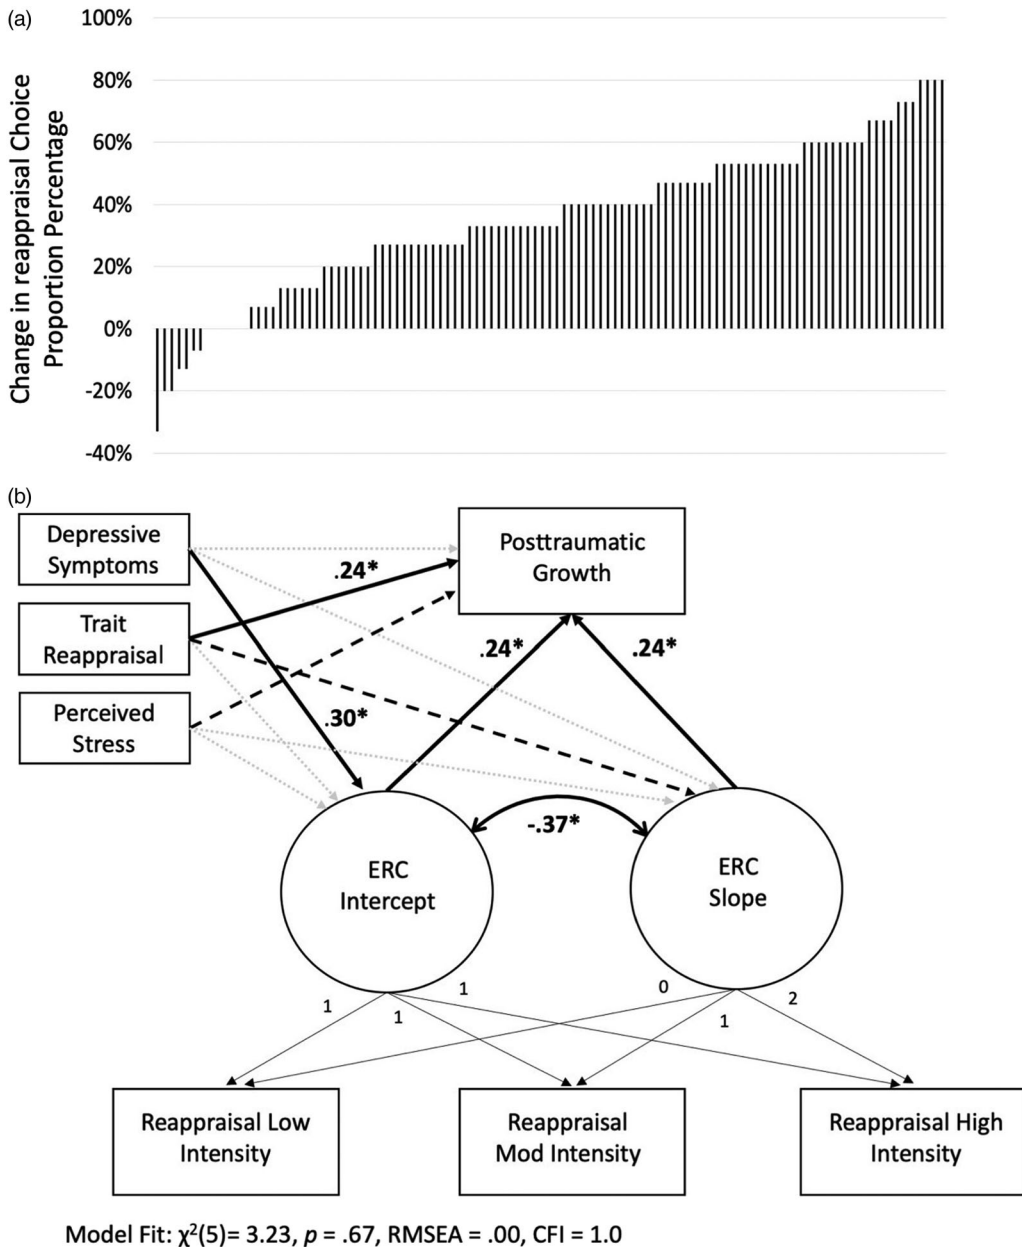 (a)
100%
80%
60%
40%
20%
0%
-20%
-40%
Change in reappraisal Choice
Proportion Percentage
(b)
Depressive
Symptoms
Trait
Reappraisal
Perceived
Stress
Posttraumatic
Growth
.24*
.24*
.24*
.30*
-.37*
ERC
Intercept
ERC
Slope
1
1
1
0
1
2
Reappraisal Low
Intensity
Reappraisal
Mod Intensity
Reappraisal High
Intensity
Model Fit: χ²(5)= 3.23, p = .67, RMSEA = .00, CFI = 1.0